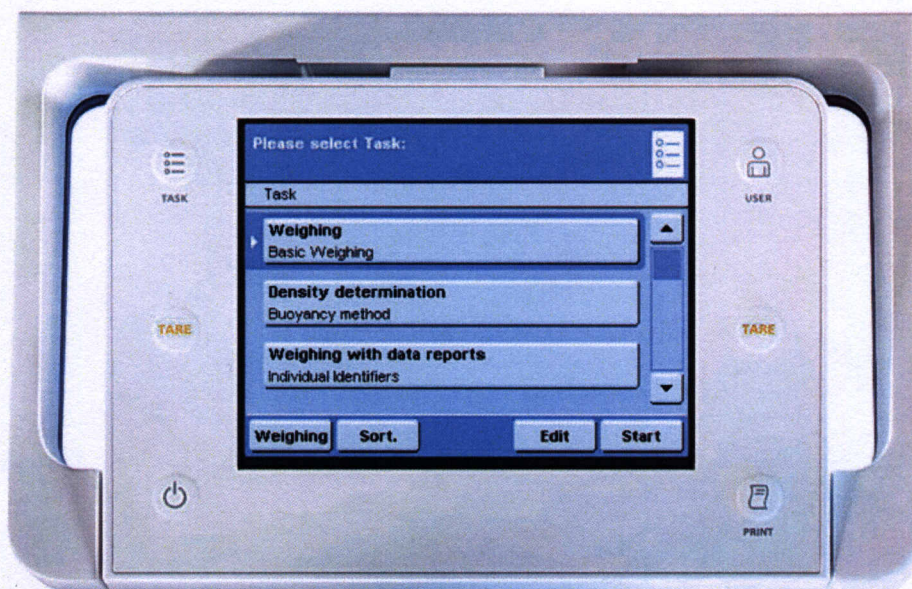 Please select Task:
TASK
USER
Task
Weighing
Basic Weighing
Density determination
Buoyancy method
TARE
TARE
Weighing with data reports
Individual Identifiers
Weighing
Sort.
Edit
Start
PRINT